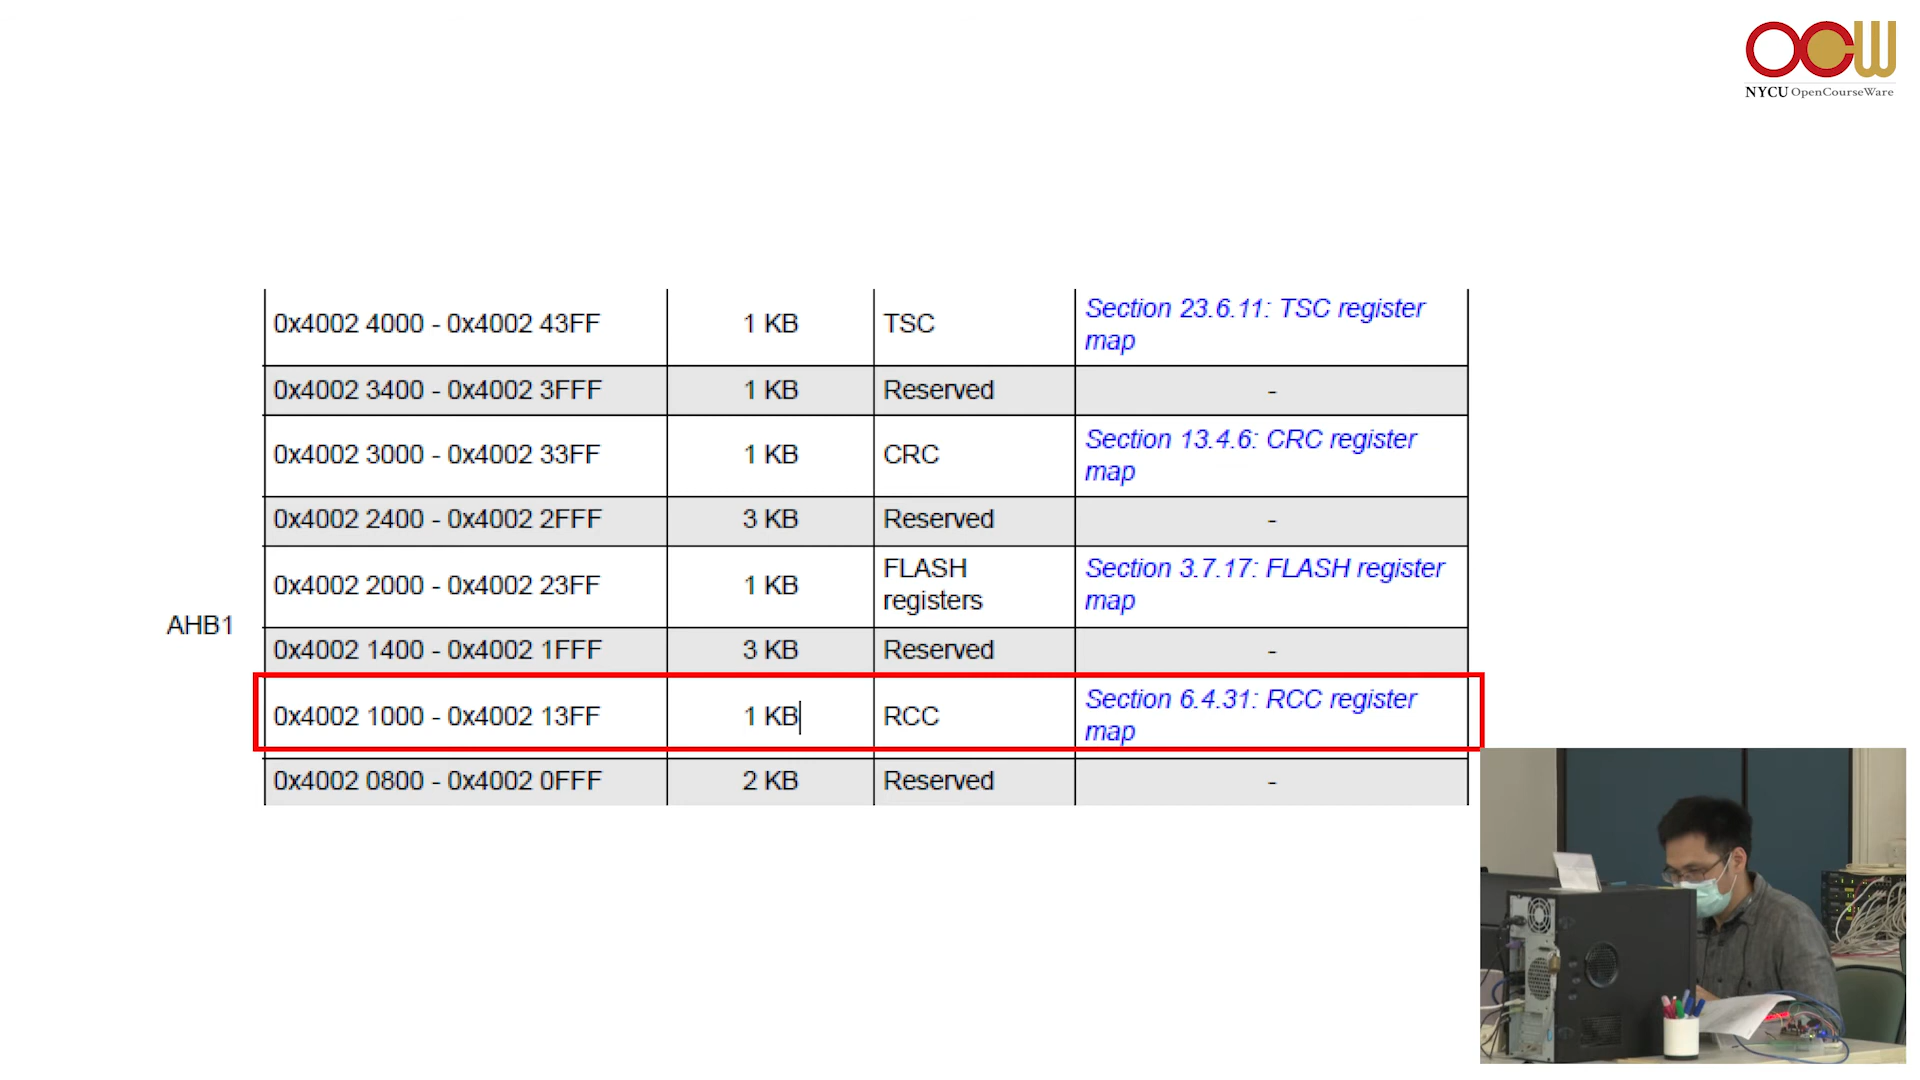 OCW
NYCU OpenCourseWare
0x4002 4000 - 0x4002 43FF 1 KB TSC Section 23.6.11: TSC register map
0x4002 3400 - 0x4002 3FFF 1 KB Reserved -
0x4002 3000 - 0x4002 33FF 1 KB CRC Section 13.4.6: CRC register map
0x4002 2400 - 0x4002 2FFF 3 KB Reserved -
0x4002 2000 - 0x4002 23FF 1 KB FLASH registers Section 3.7.17: FLASH register map
AHB1
0x4002 1400 - 0x4002 1FFF 3 KB Reserved -
0x4002 1000 - 0x4002 13FF 1 KB RCC Section 6.4.31: RCC register map
0x4002 0800 - 0x4002 0FFF 2 KB Reserved -